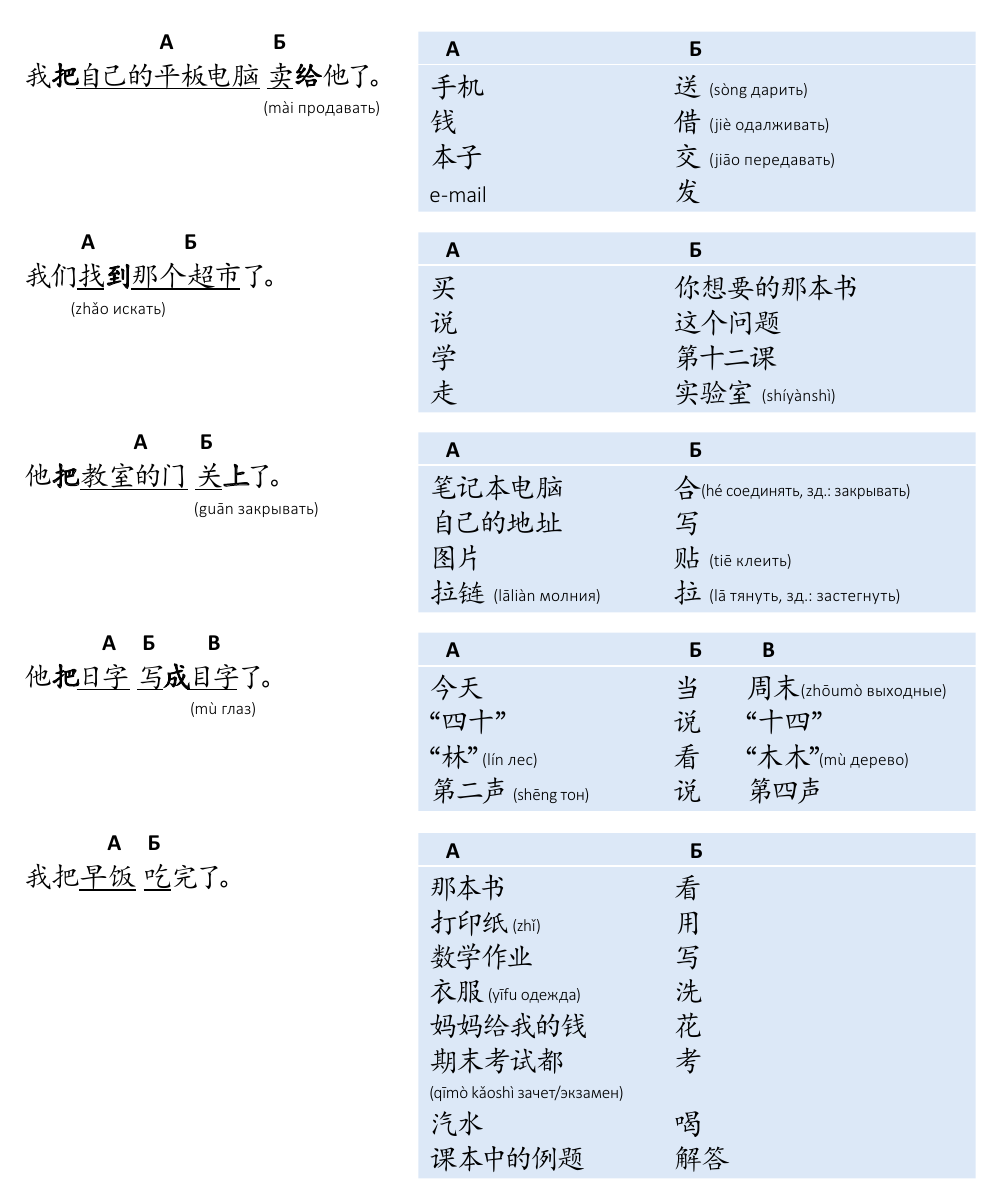 А Б
我把自己的平板电脑 卖给他了。
(mài продавать)
А Б
手机 送 (sòng дарить)
钱 借 (jiè одалживать)
本子 交 (jiāo передавать)
e-mail 发
А Б
我们找到那个超市了。
(zhǎo искать)
А Б
买 你想要的那本书
说 这个问题
学 第十二课
走 实验室 (shíyànshì)
А Б
他把教室的门 关上了。
(guān закрывать)
А Б
笔记本电脑 合(hé соединять, зд.: закрывать)
自己的地址 写
图片 贴 (tiē клеить)
拉链 (lāliàn молния) 拉 (lā тянуть, зд.: застегнуть)
А Б В
他把日字 写成目字了。
(mù глаз)
А Б В
今天 当 周末(zhōumò выходные)
“四十” 说 “十四”
“林” (lín лес) 看 “木木”(mù дерево)
第二声 (shēng тон) 说 第四声
А Б
我把早饭 吃完了。
А Б
那本书 看
打印纸 (zhǐ) 用
数学作业 写
衣服 (yīfu одежда) 洗
妈妈给我的钱 花
期末考试都 考
(qīmò kǎoshì зачет/экзамен)
汽水 喝
课本中的例题 解答